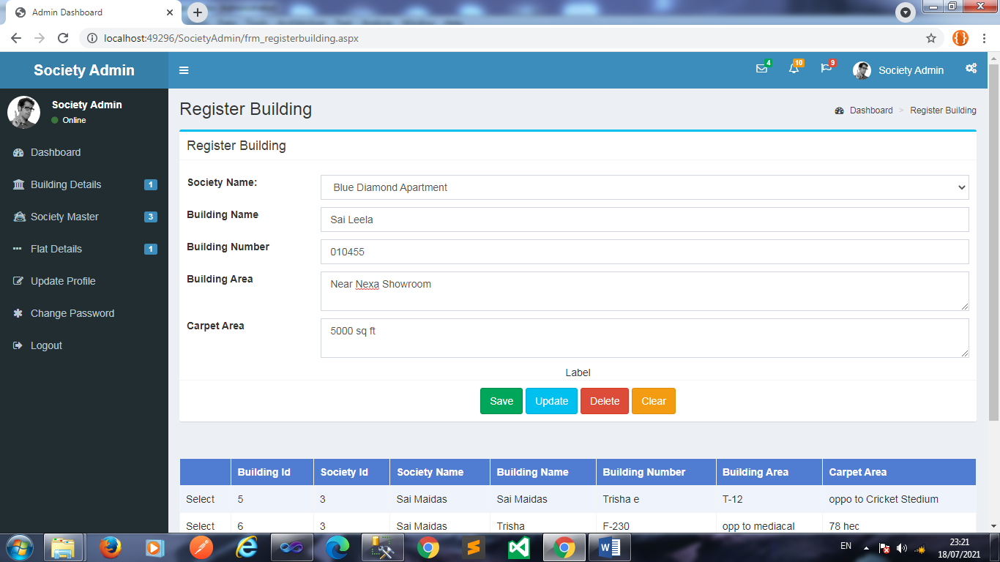 Admin Dashboard
localhost:49296/SocietyAdmin/frm_registerbuilding.aspx
Society Admin
4
10
9
Society Admin
Society Admin
Online
Register Building
Dashboard > Register Building
Dashboard
Building Details 1
Society Master 3
Flat Details 1
Update Profile
Change Password
Logout
Register Building
Society Name: Blue Diamond Apartment
Building Name Sai Leela
Building Number 010455
Building Area Near Nexa Showroom
Carpet Area 5000 sq ft
Label
Save Update Delete Clear
Building Id Society Id Society Name Building Name Building Number Building Area Carpet Area
Select 5 3 Sai Maidas Sai Maidas Trisha e T-12 oppo to Cricket Stedium
Select 6 3 Sai Maidas Trisha F-230 opp to mediacal 78 hec
EN
23:21
18/07/2021